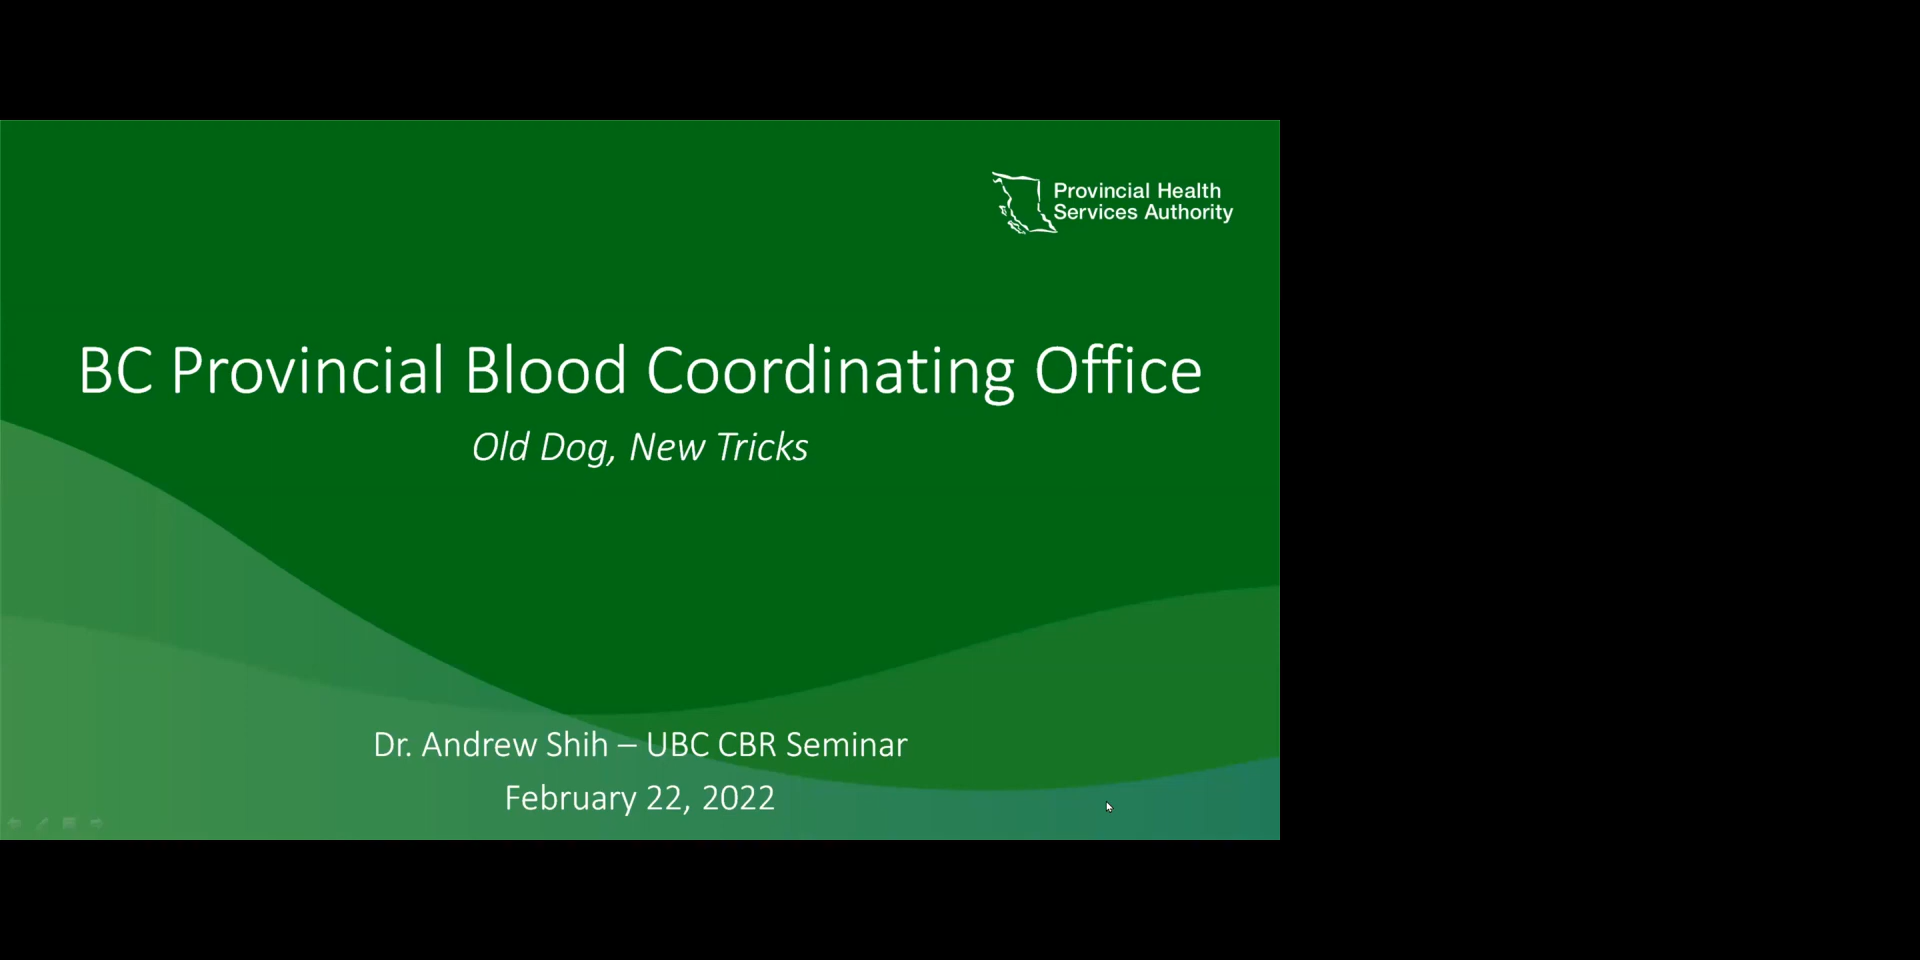 Provincial Health
Services Authority
BC Provincial Blood Coordinating Office
Old Dog, New Tricks
Dr. Andrew Shih – UBC CBR Seminar
February 22, 2022